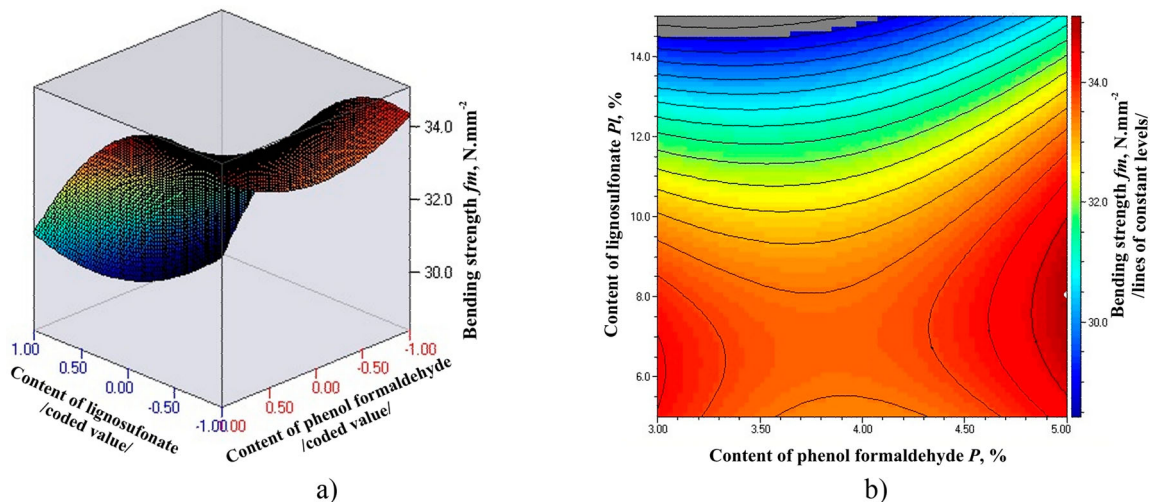 34.0
32.0
30.0
Bending strength fm, N.mm-2
1.00
0.50
0.00
-0.50
-1.00
Content of lignosufonate
/coded value/
-1.00
-0.50
0.00
0.50
.00
Content of phenol formaldehyde
/coded value/
a)
14.0
12.0
10.0
8.0
6.0
Content of lignosulfonate Pl, %
3.00
3.50
4.00
4.50
5.00
Content of phenol formaldehyde P, %
34.0
32.0
30.0
Bending strength fm, N.mm-2
/lines of constant levels/
b)